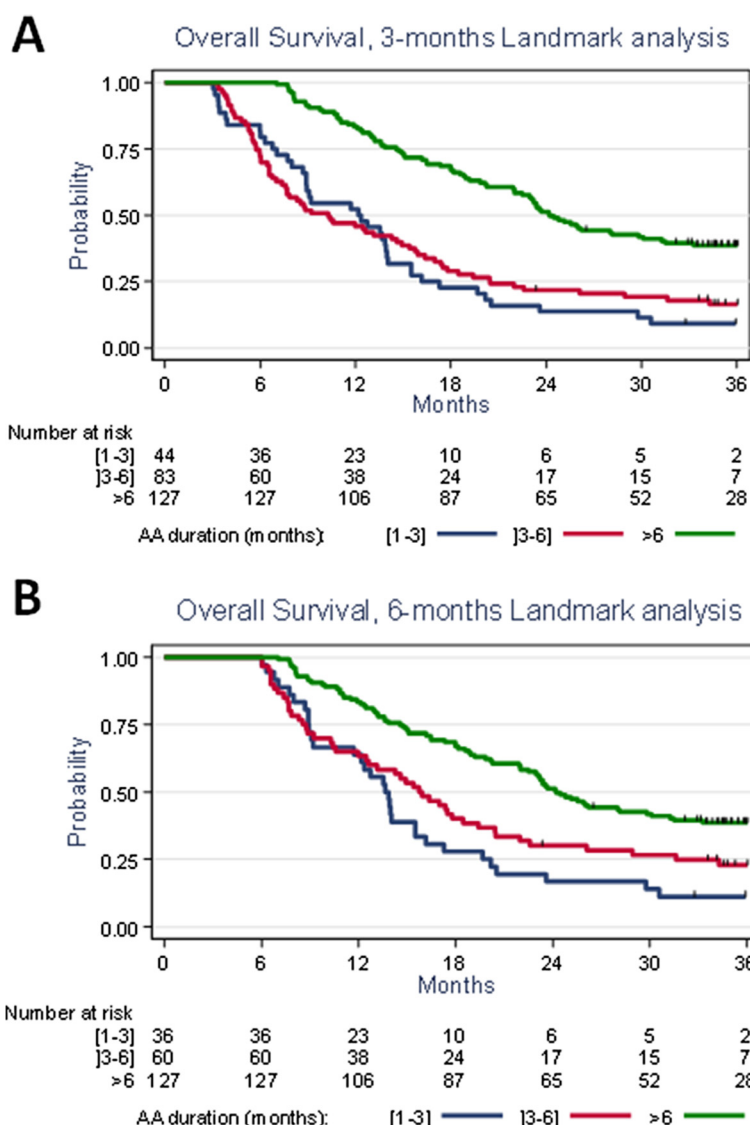 A
Overall Survival, 3-months Landmark analysis
1.00
0.75
0.50
0.25
0.00
Probability
0 6 12 18 24 30 36
Months
Number at risk
[1-3] 44 36 23 10 6 5 2
]3-6] 83 60 38 24 17 15 7
>6 127 127 106 87 65 52 28
AA duration (months): [1-3] ]3-6] >6
B
Overall Survival, 6-months Landmark analysis
1.00
0.75
0.50
0.25
0.00
Probability
0 6 12 18 24 30 36
Months
Number at risk
[1-3] 36 36 23 10 6 5 2
]3-6] 60 60 38 24 17 15 7
>6 127 127 106 87 65 52 28
AA duration (months): [1-3] ]3-6] >6